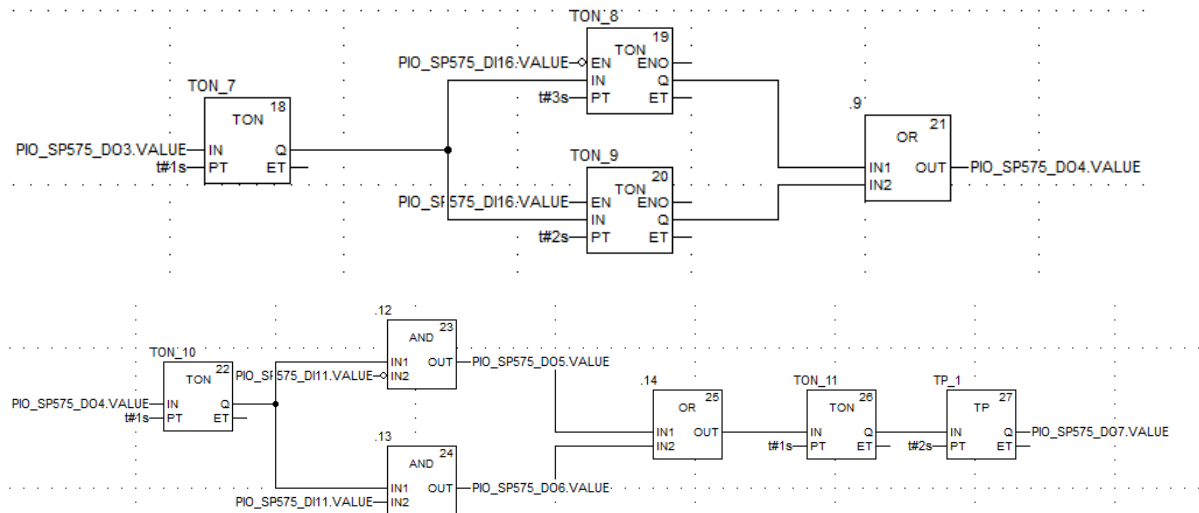 TON_8
19
TON
PIO_SP575_DI16.VALUE EN ENO
IN Q
t#3s PT ET
TON_7
18
TON
PIO_SP575_DO3.VALUE IN Q
t#1s PT ET
TON_9
20
TON
PIO_SP575_DI16.VALUE EN ENO
IN Q
t#2s PT ET
.9
21
OR
IN1 OUT PIO_SP575_DO4.VALUE
IN2
.12
23
AND
IN1 OUT PIO_SP575_DO5.VALUE
PIO_SP575_DI11.VALUE IN2
TON_10
22
TON
PIO_SP575_DO4.VALUE IN Q
t#1s PT ET
.13
24
AND
IN1 OUT PIO_SP575_DO6.VALUE
PIO_SP575_DI11.VALUE IN2
.14
25
OR
IN1 OUT
IN2
TON_11
26
TON
IN Q
t#1s PT ET
TP_1
27
TP
IN Q PIO_SP575_DO7.VALUE
t#2s PT ET